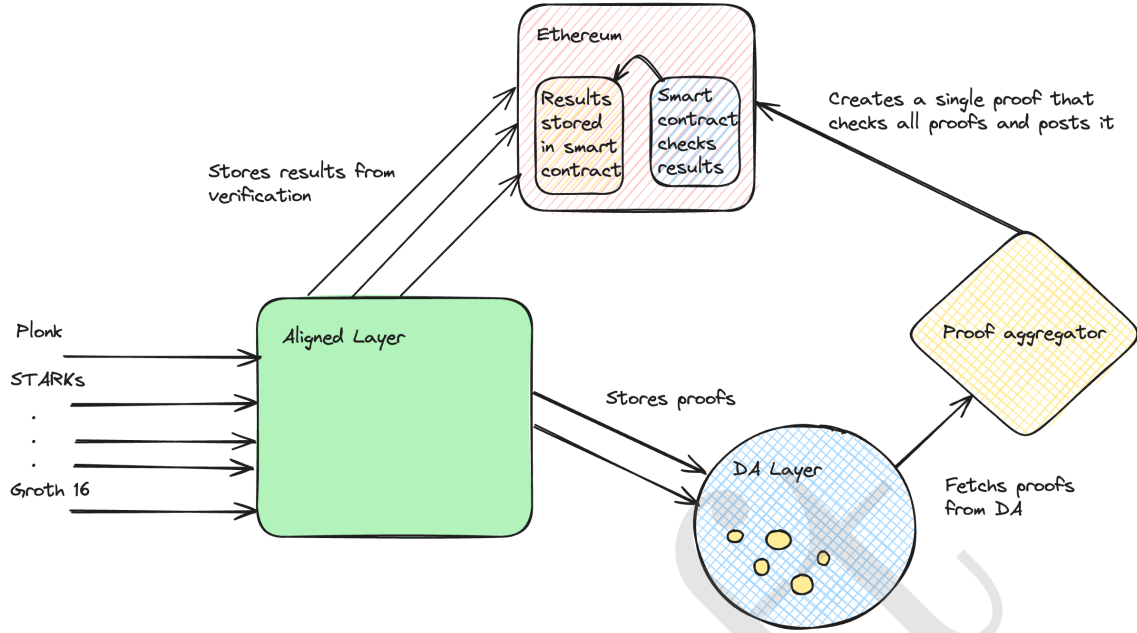 Ethereum
Results
stored
in smart
contract
Smart
contract
checks
results
Creates a single proof that
checks all proofs and posts it
Stores results from
verification
Aligned Layer
Plonk
STARKs
.
.
.
Groth 16
Proof aggregator
Stores proofs
DA Layer
Fetchs proofs
from DA